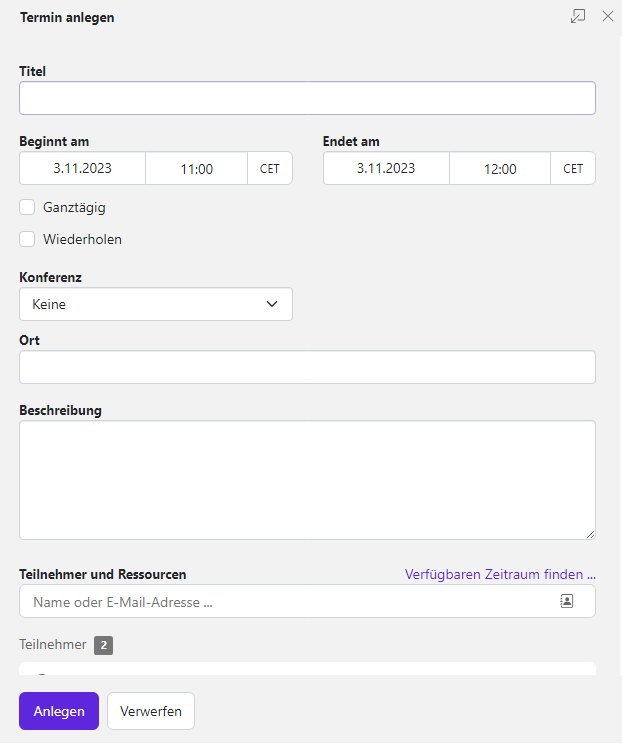 Termin anlegen
Titel
Beginnt am
Endet am
3.11.2023 11:00 CET
3.11.2023 12:00 CET
Ganztägig
Wiederholen
Konferenz
Keine
Ort
Beschreibung
Teilnehmer und Ressourcen
Verfügbaren Zeitraum finden ...
Name oder E-Mail-Adresse ...
Teilnehmer 2
Anlegen
Verwerfen